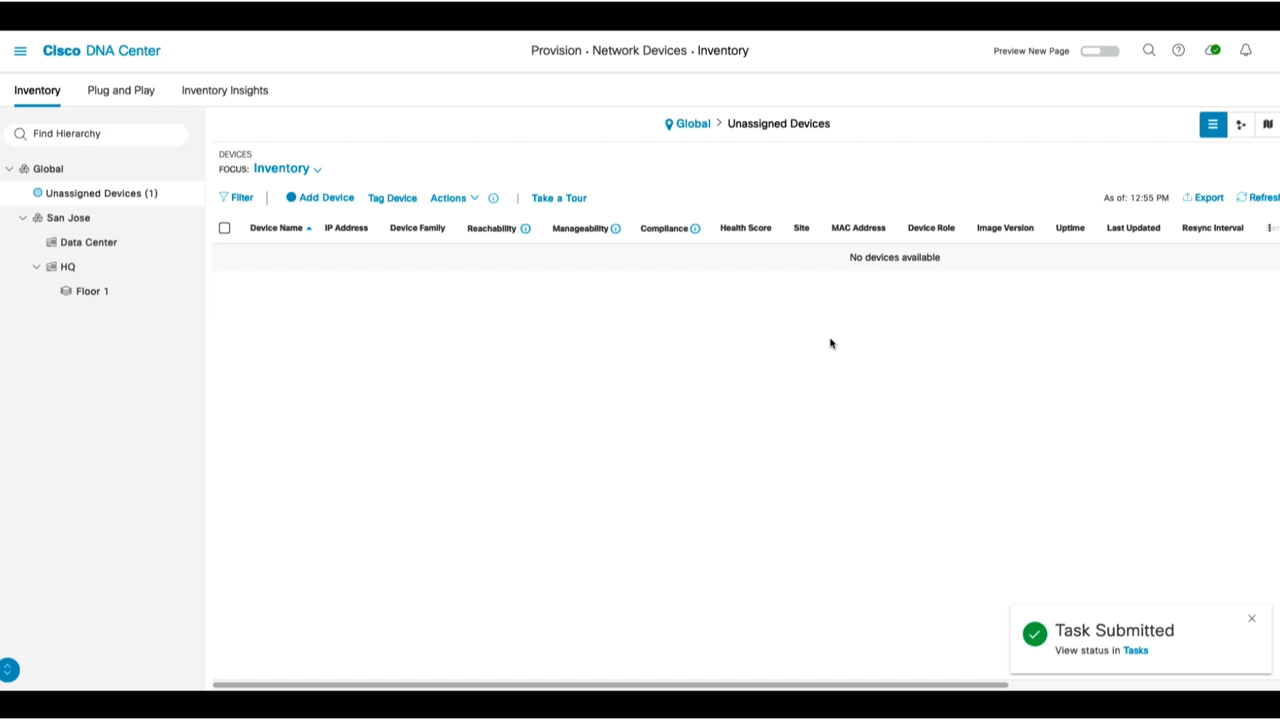 Cisco DNA Center
Provision • Network Devices • Inventory
Preview New Page
Inventory
Plug and Play
Inventory Insights
Find Hierarchy
Global
Unassigned Devices (1)
San Jose
Data Center
HQ
Floor 1
Global > Unassigned Devices
DEVICES
FOCUS: Inventory
Filter | Add Device Tag Device Actions | Take a Tour
As of: 12:55 PM Export Refresh
Device Name IP Address Device Family Reachability Manageability Compliance Health Score Site MAC Address Device Role Image Version Uptime Last Updated Resync Interval
No devices available
Task Submitted
View status in Tasks